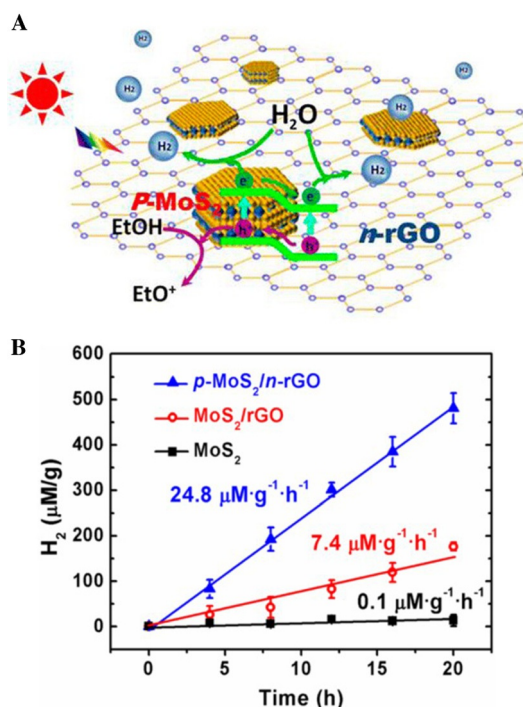 A
H2
H2
H2O
H2
H2
H2
e⁻
e⁻
P-MoS2
EtOH
h⁺
h⁺
n-rGO
EtO⁺
B
600
500
400
300
200
100
0
H₂ (μM/g)
p-MoS₂/n-rGO
MoS₂/rGO
MoS₂
24.8 μM·g⁻¹·h⁻¹
7.4 μM·g⁻¹·h⁻¹
0.1 μM·g⁻¹·h⁻¹
0 5 10 15 20
Time (h)